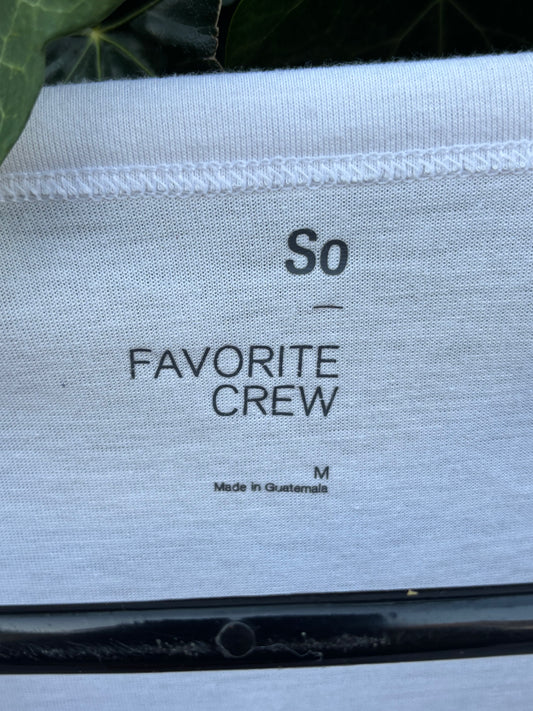 So
—
FAVORITE
CREW
M
Made in Guatemala